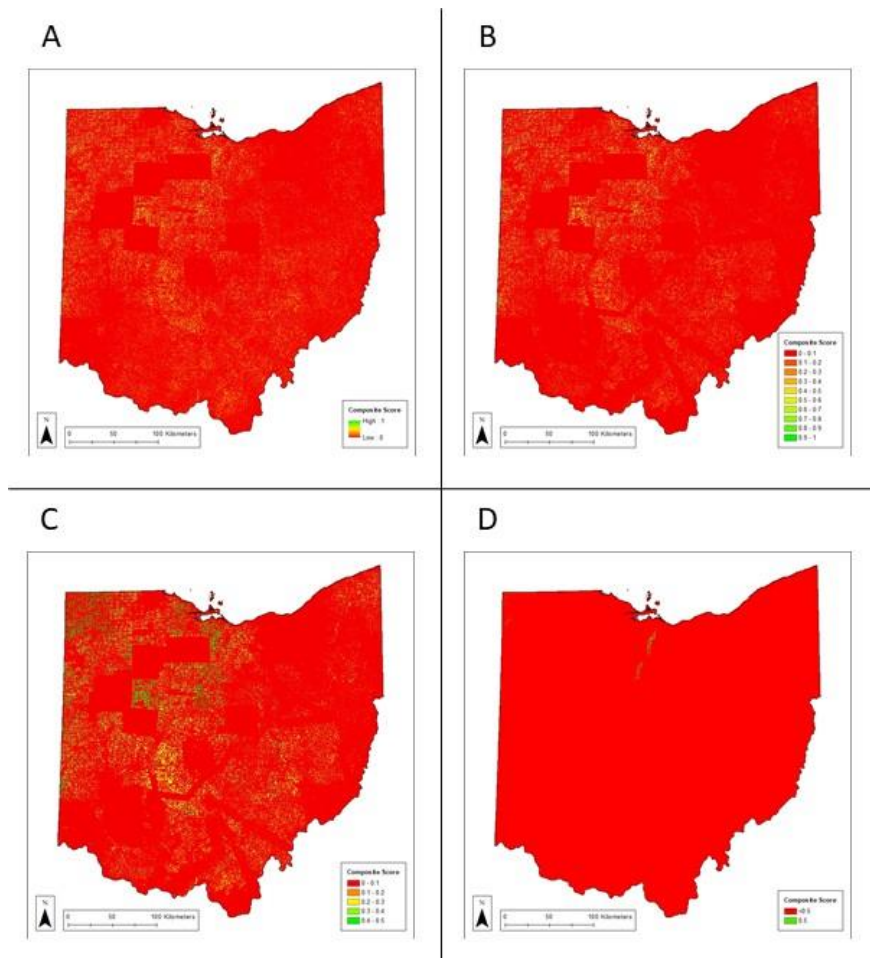 A
B
Composite Score
High : 1
Low : 0
N
0 50 100 Kilometers
Composite Score
0 - 0.1
0.1 - 0.2
0.2 - 0.3
0.3 - 0.4
0.4 - 0.5
0.5 - 0.6
0.6 - 0.7
0.7 - 0.8
0.8 - 0.9
0.9 - 1
N
0 50 100 Kilometers
C
D
Composite Score
0 - 0.1
0.1 - 0.2
0.2 - 0.3
0.3 - 0.4
0.4 - 0.5
N
0 50 100 Kilometers
Composite Score
<0.5
0.5
N
0 50 100 Kilometers